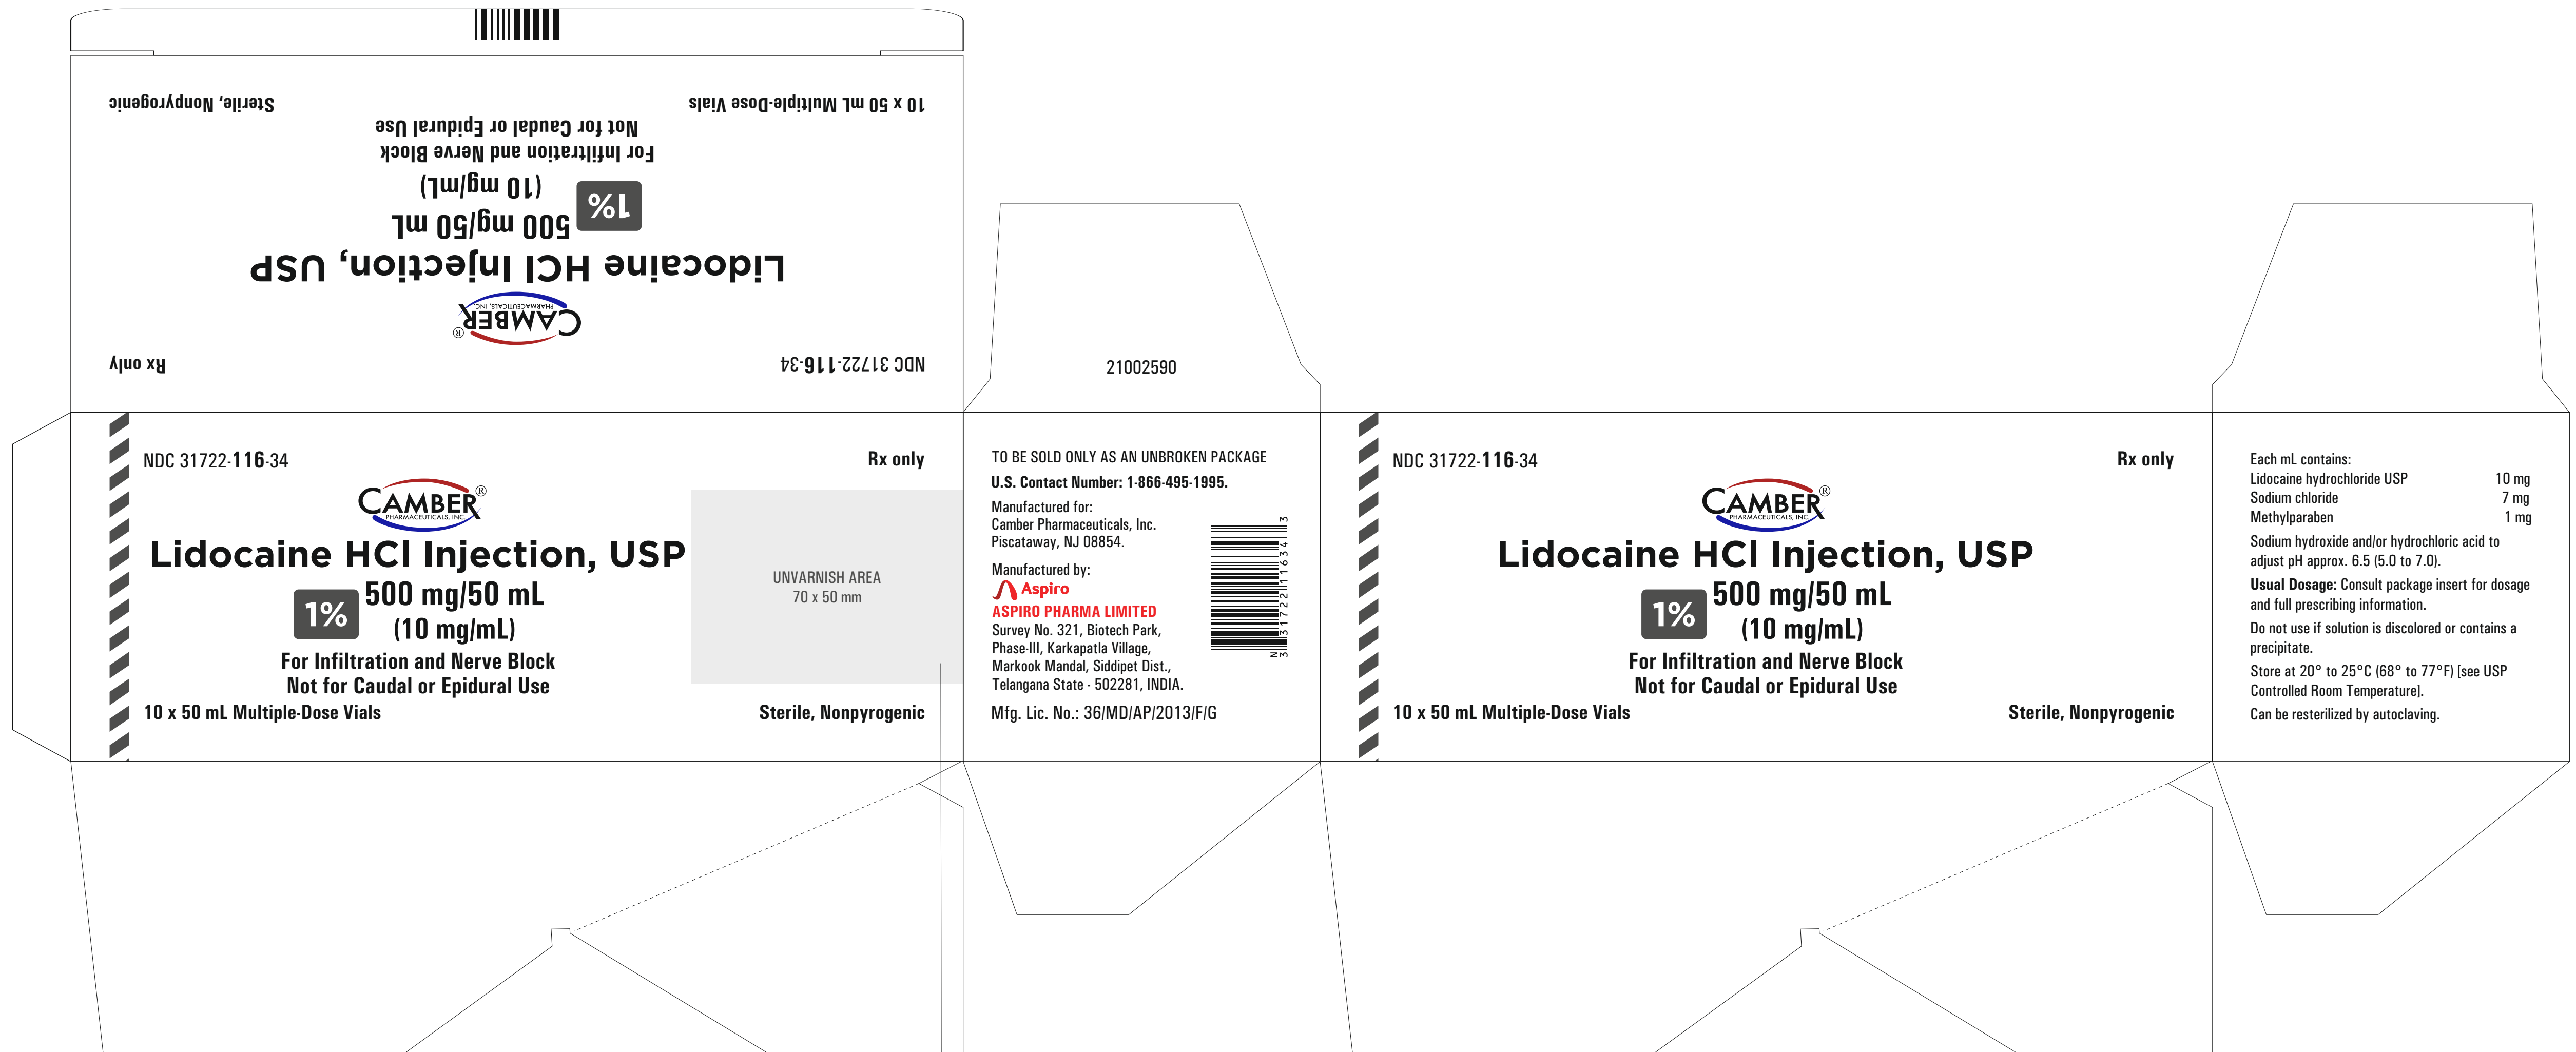 Sterile, Nonpyrogenic
10 x 50 mL Multiple-Dose Vials
Not for Caudal or Epidural Use
For Infiltration and Nerve Block
(10 mg/mL)
1%
500 mg/50 mL
Lidocaine HCl Injection, USP
CAMBER®
PHARMACEUTICALS, INC.
Rx only
NDC 31722-116-34
21002590
NDC 31722-116-34
Rx only
CAMBER®
PHARMACEUTICALS, INC.
Lidocaine HCl Injection, USP
1%
500 mg/50 mL
(10 mg/mL)
For Infiltration and Nerve Block
Not for Caudal or Epidural Use
10 x 50 mL Multiple-Dose Vials
Sterile, Nonpyrogenic
UNVARNISH AREA
70 x 50 mm
TO BE SOLD ONLY AS AN UNBROKEN PACKAGE
U.S. Contact Number: 1-866-495-1995.
Manufactured for:
Camber Pharmaceuticals, Inc.
Piscataway, NJ 08854.
Manufactured by:
Aspiro
ASPIRO PHARMA LIMITED
Survey No. 321, Biotech Park,
Phase-III, Karkapatla Village,
Markook Mandal, Siddipet Dist.,
Telangana State - 502281, INDIA.
Mfg. Lic. No.: 36/MD/AP/2013/F/G
N
3 31722 11634 3
NDC 31722-116-34
Rx only
CAMBER®
PHARMACEUTICALS, INC.
Lidocaine HCl Injection, USP
1%
500 mg/50 mL
(10 mg/mL)
For Infiltration and Nerve Block
Not for Caudal or Epidural Use
10 x 50 mL Multiple-Dose Vials
Sterile, Nonpyrogenic
Each mL contains:
Lidocaine hydrochloride USP 10 mg
Sodium chloride 7 mg
Methylparaben 1 mg
Sodium hydroxide and/or hydrochloric acid to
adjust pH approx. 6.5 (5.0 to 7.0).
Usual Dosage: Consult package insert for dosage
and full prescribing information.
Do not use if solution is discolored or contains a
precipitate.
Store at 20° to 25°C (68° to 77°F) [see USP
Controlled Room Temperature].
Can be resterilized by autoclaving.